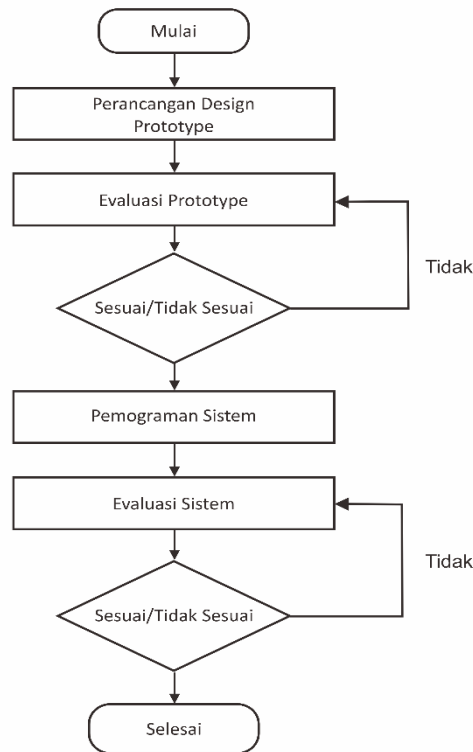 Mulai
Perancangan Design
Prototype
Evaluasi Prototype
Tidak
Sesuai/Tidak Sesuai
Pemograman Sistem
Evaluasi Sistem
Tidak
Sesuai/Tidak Sesuai
Selesai